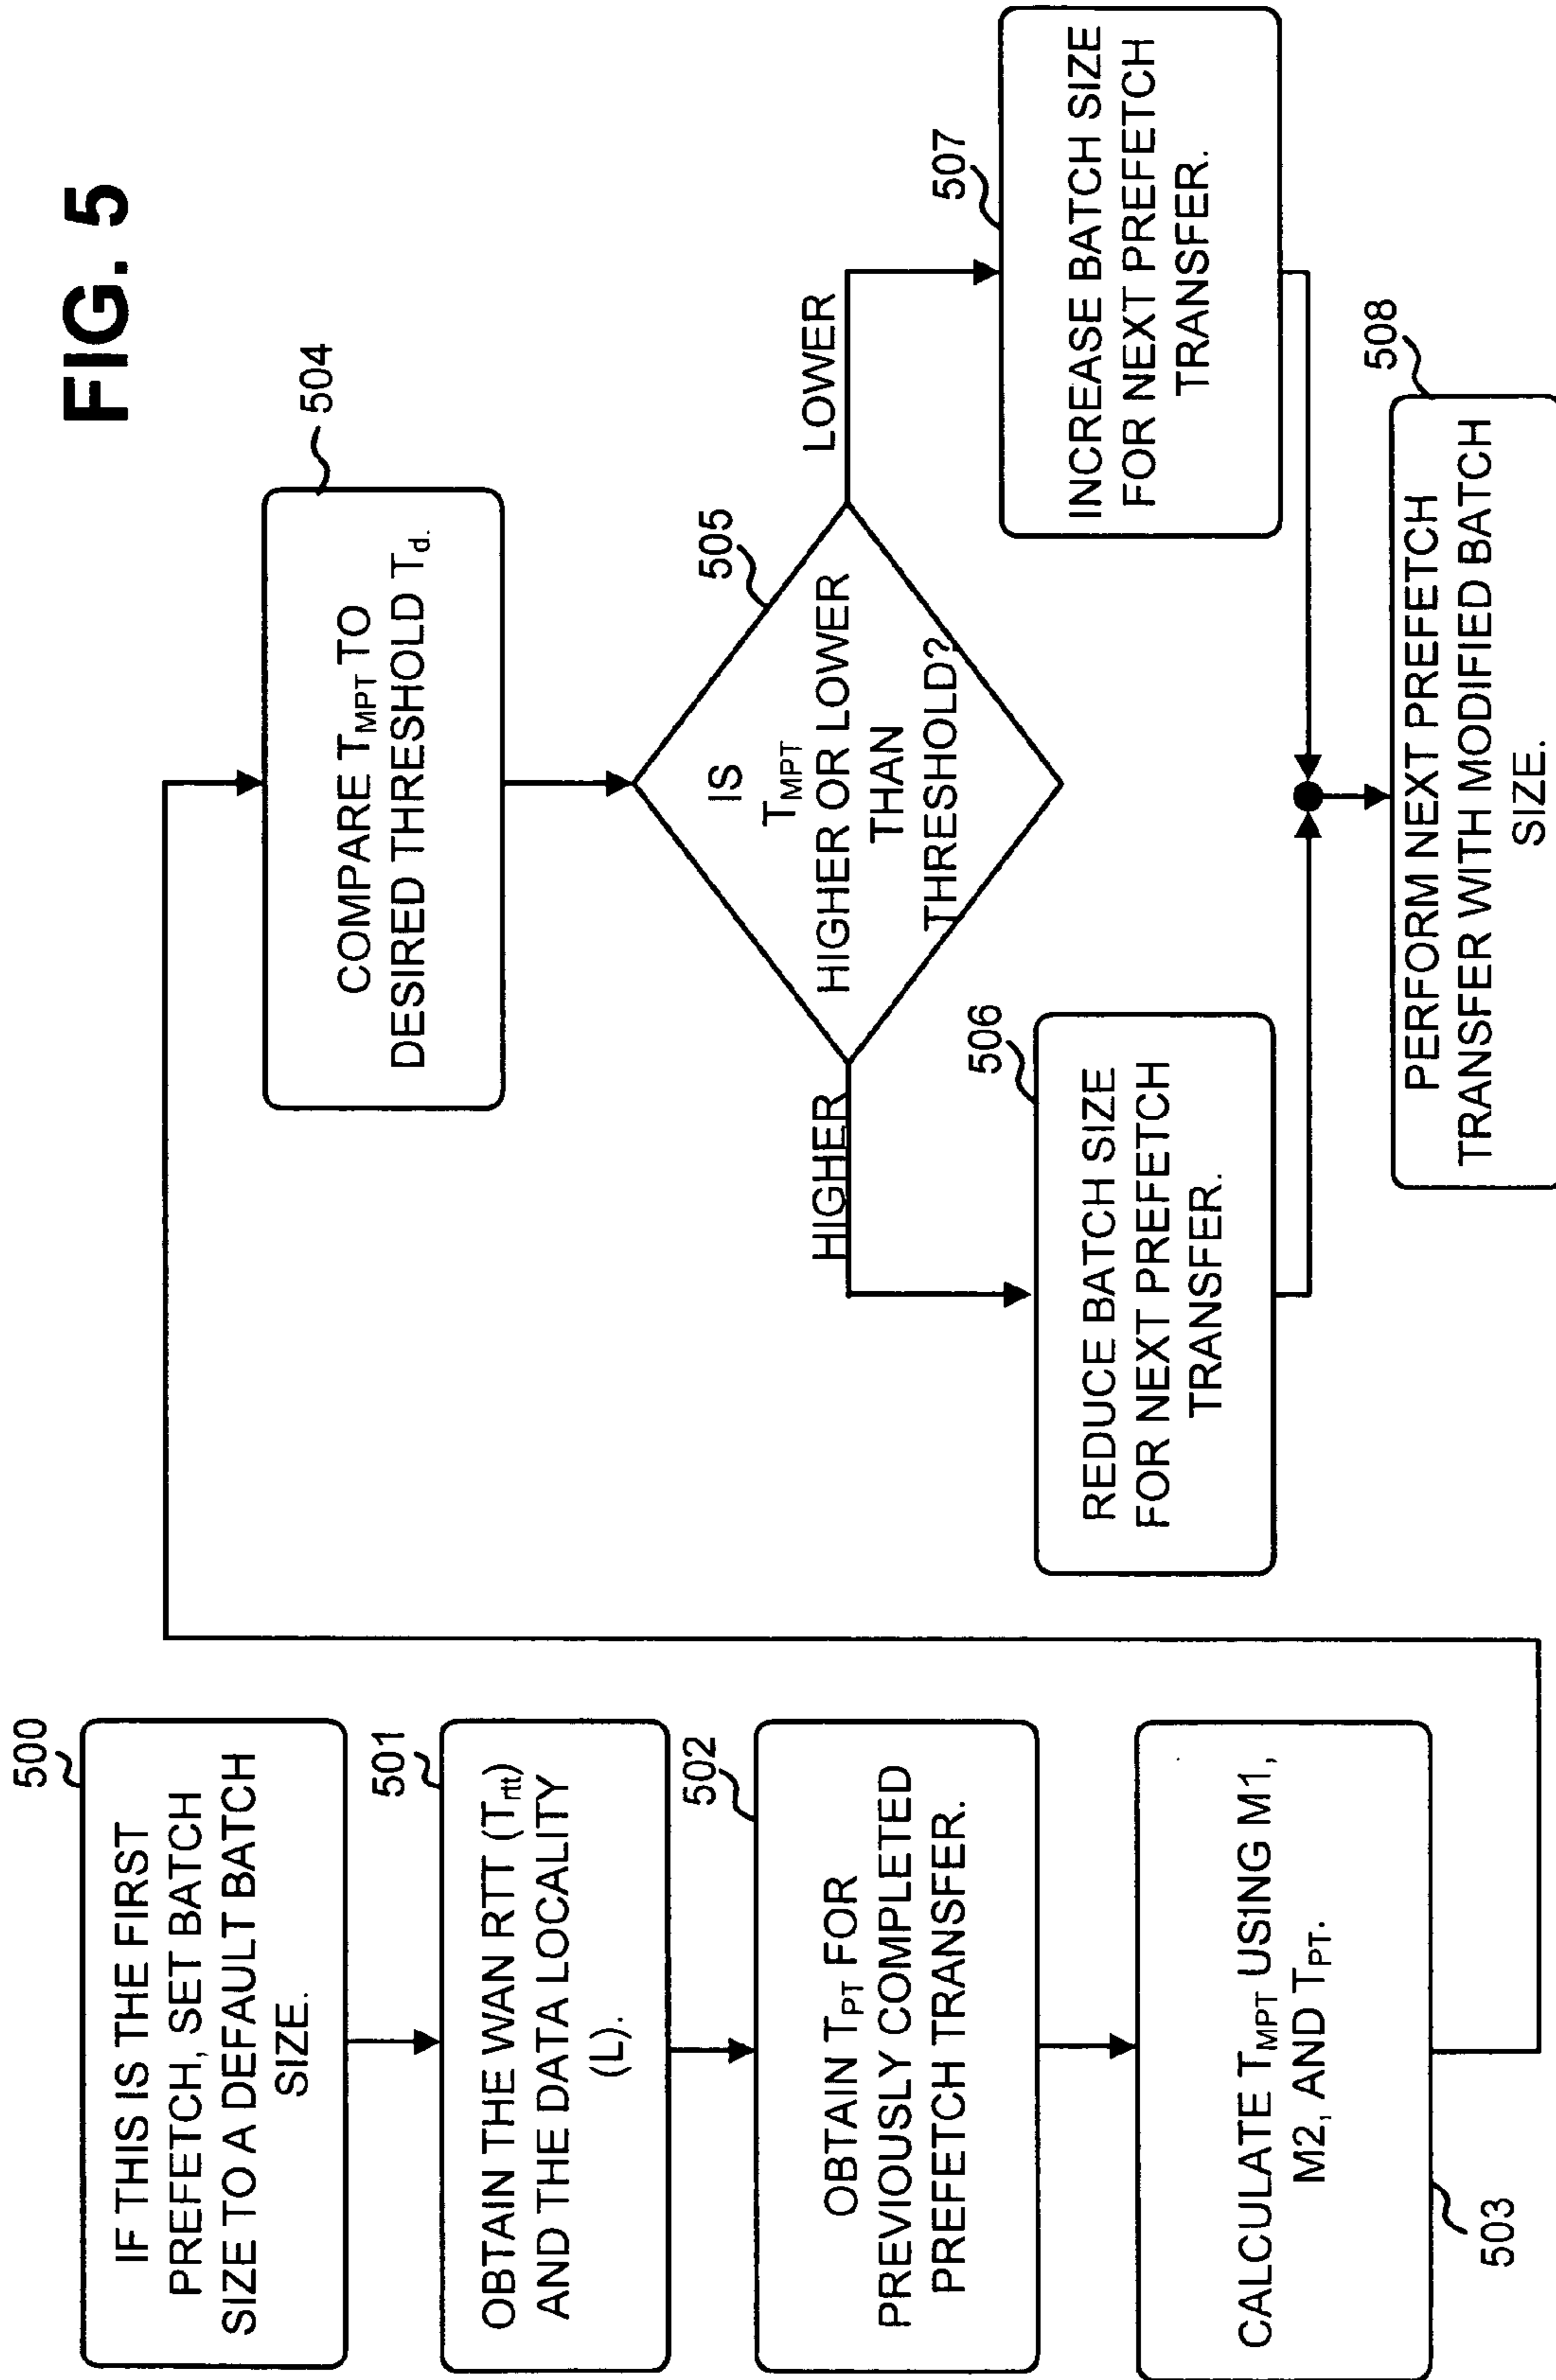 FIG. 5
500
IF THIS IS THE FIRST
PREFETCH, SET BATCH
SIZE TO A DEFAULT BATCH
SIZE.
501
OBTAIN THE WAN RTT (Trtt)
AND THE DATA LOCALITY
(L).
502
OBTAIN TPT FOR
PREVIOUSLY COMPLETED
PREFETCH TRANSFER.
CALCULATE TMPT USING M1,
M2, AND TPT.
503
504
COMPARE TMPT TO
DESIRED THRESHOLD Td.
505
IS
TMPT
HIGHER OR LOWER
THAN
THRESHOLD?
HIGHER
LOWER
506
REDUCE BATCH SIZE
FOR NEXT PREFETCH
TRANSFER.
507
INCREASE BATCH SIZE
FOR NEXT PREFETCH
TRANSFER.
508
PERFORM NEXT PREFETCH
TRANSFER WITH MODIFIED BATCH
SIZE.